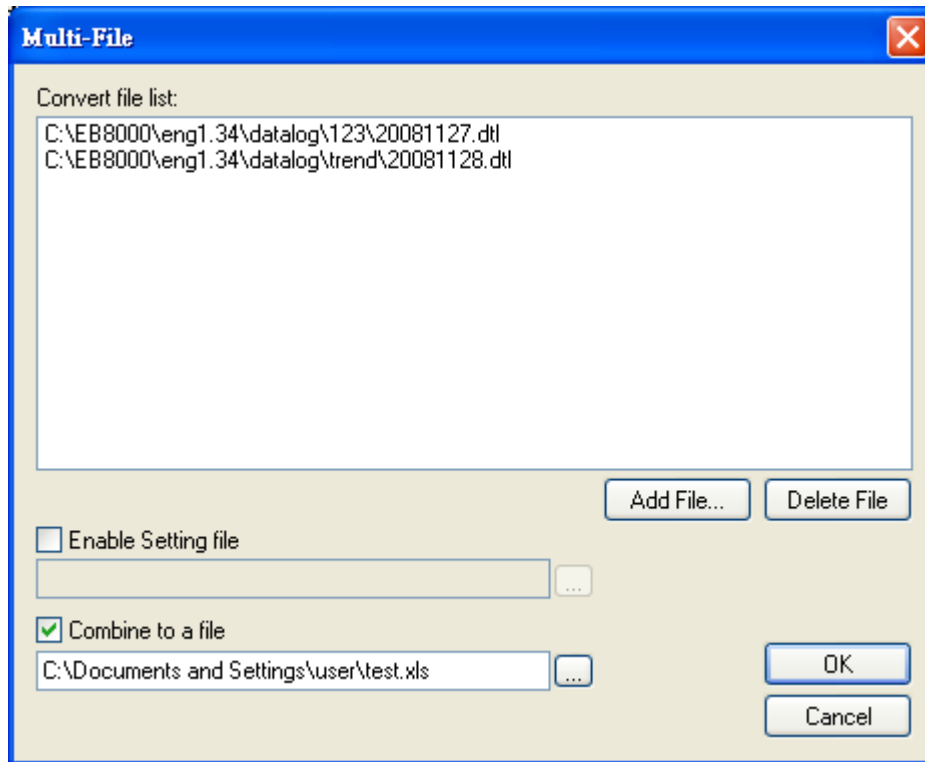 Multi-File
Convert file list:
C:\EB8000\eng1.34\datalog\123\20081127.dtl
C:\EB8000\eng1.34\datalog\trend\20081128.dtl
Add File...
Delete File
Enable Setting file
...
Combine to a file
C:\Documents and Settings\user\test.xls
...
OK
Cancel